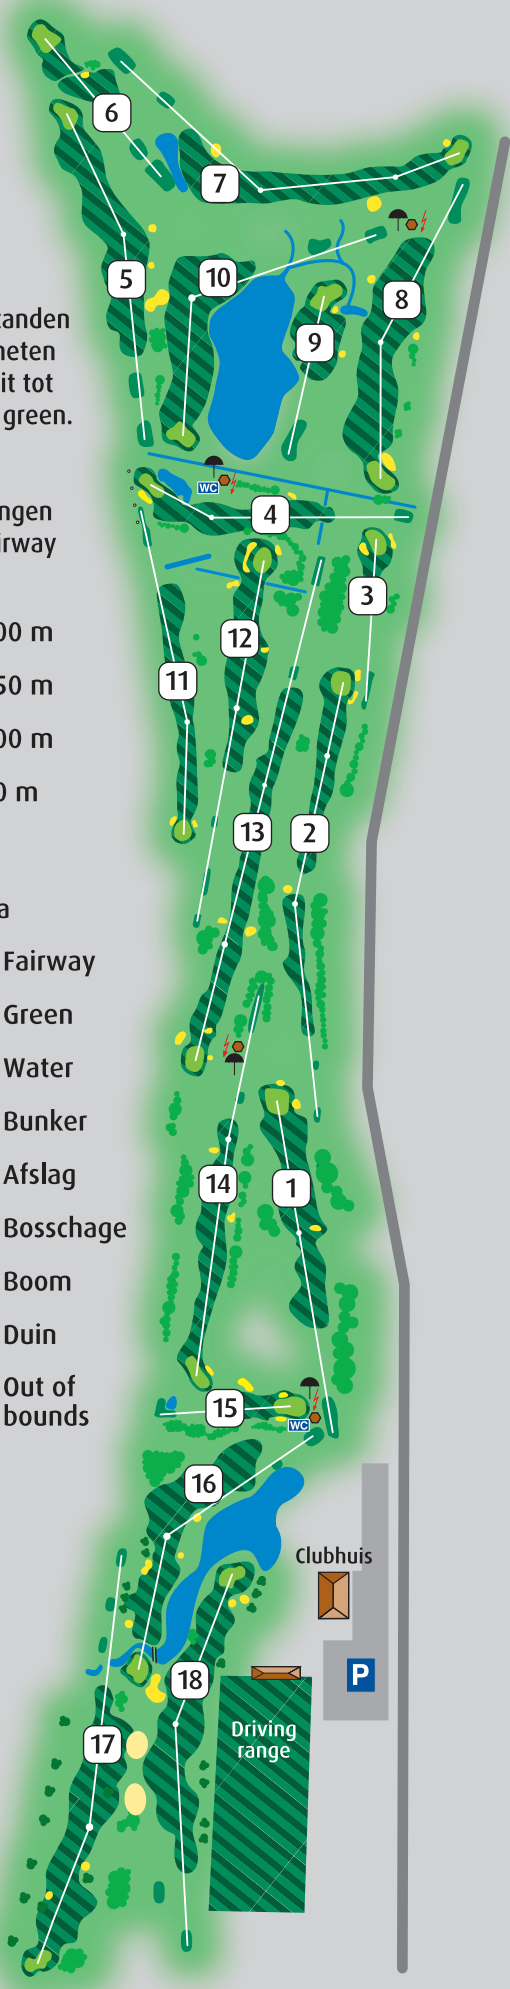 6
7
5
10
8
9
green.
WC
4
3
12
11
13
2
Fairway
Green
Water
Bunker
Afslag
14
1
Bosschage
Boom
Duin
Out of
bounds
15
WC
16
Clubhuis
18
P
17
Driving
range